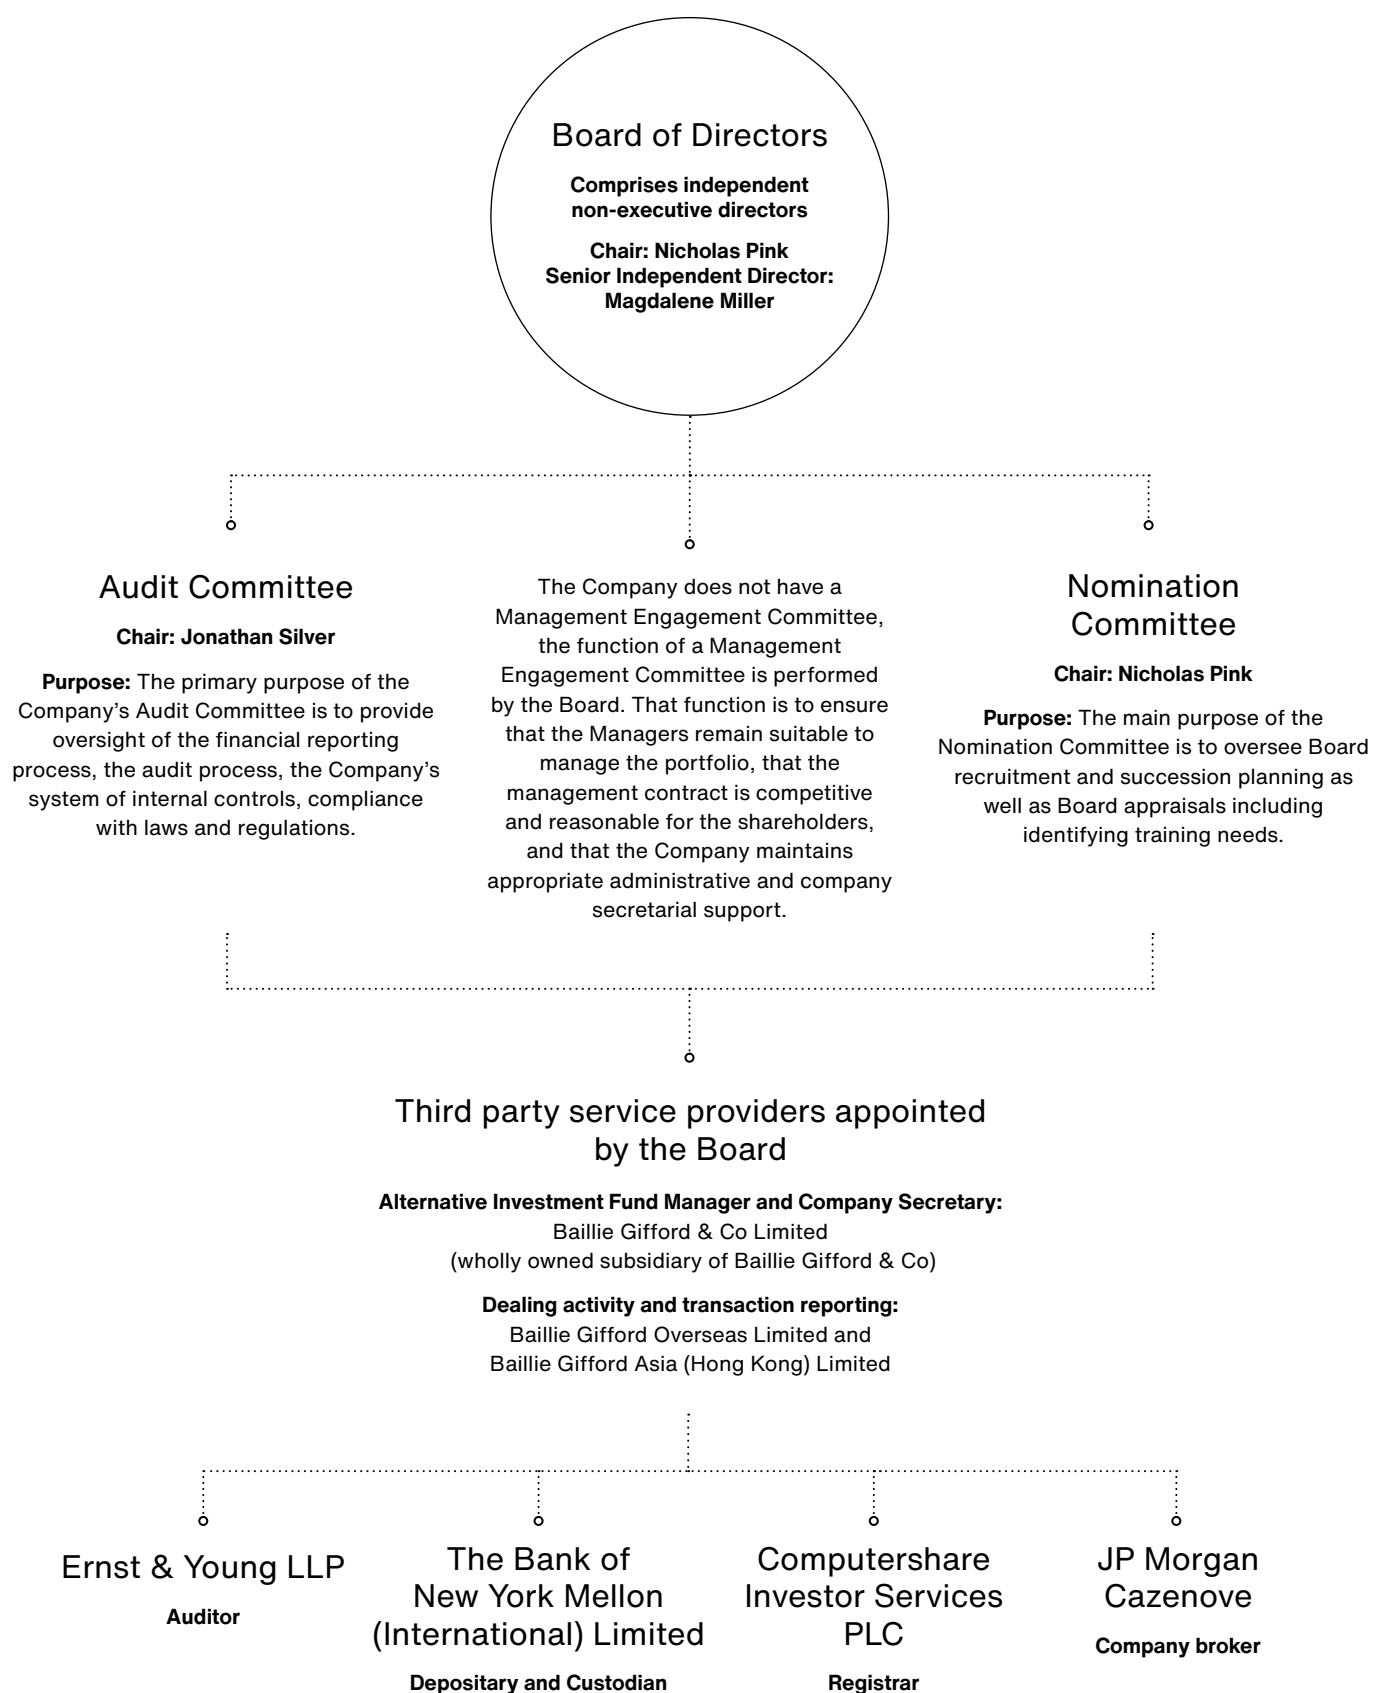 Board of Directors
Comprises independent
non-executive directors
Chair: Nicholas Pink
Senior Independent Director:
Magdalene Miller
Audit Committee
Chair: Jonathan Silver
Purpose: The primary purpose of the
Company’s Audit Committee is to provide
oversight of the financial reporting
process, the audit process, the Company’s
system of internal controls, compliance
with laws and regulations.
The Company does not have a
Management Engagement Committee,
the function of a Management
Engagement Committee is performed
by the Board. That function is to ensure
that the Managers remain suitable to
manage the portfolio, that the
management contract is competitive
and reasonable for the shareholders,
and that the Company maintains
appropriate administrative and company
secretarial support.
Nomination
Committee
Chair: Nicholas Pink
Purpose: The main purpose of the
Nomination Committee is to oversee Board
recruitment and succession planning as
well as Board appraisals including
identifying training needs.
Third party service providers appointed
by the Board
Alternative Investment Fund Manager and Company Secretary:
Baillie Gifford & Co Limited
(wholly owned subsidiary of Baillie Gifford & Co)
Dealing activity and transaction reporting:
Baillie Gifford Overseas Limited and
Baillie Gifford Asia (Hong Kong) Limited
Ernst & Young LLP
Auditor
The Bank of
New York Mellon
(International) Limited
Depositary and Custodian
Computershare
Investor Services
PLC
Registrar
JP Morgan
Cazenove
Company broker